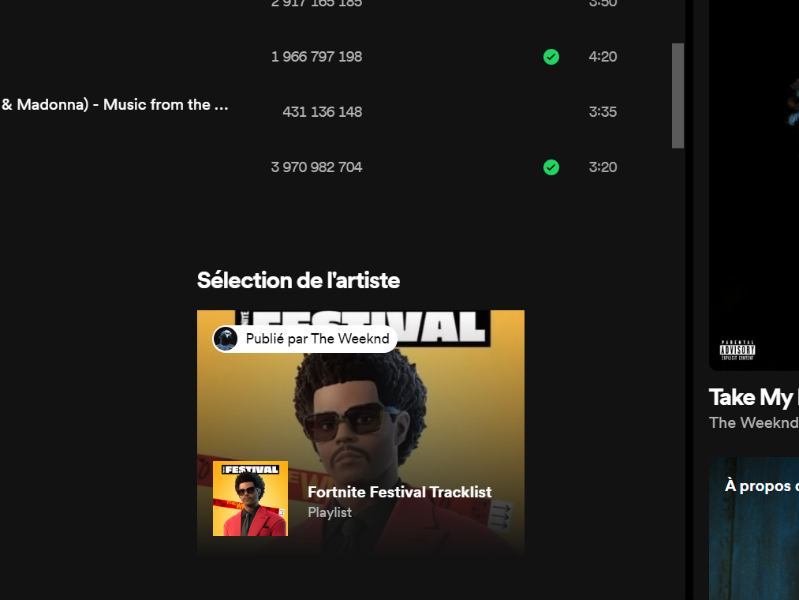 2 917 165 185
3:50
1 966 797 198
4:20
& Madonna) - Music from the ...
431 136 148
3:35
3 970 982 704
3:20
Sélection de l'artiste
FESTIVAL
Publié par The Weeknd
FESTIVAL
Fortnite Festival Tracklist
Playlist
PARENTAL
ADVISORY
EXPLICIT CONTENT
Take My
The Weeknd
À propos